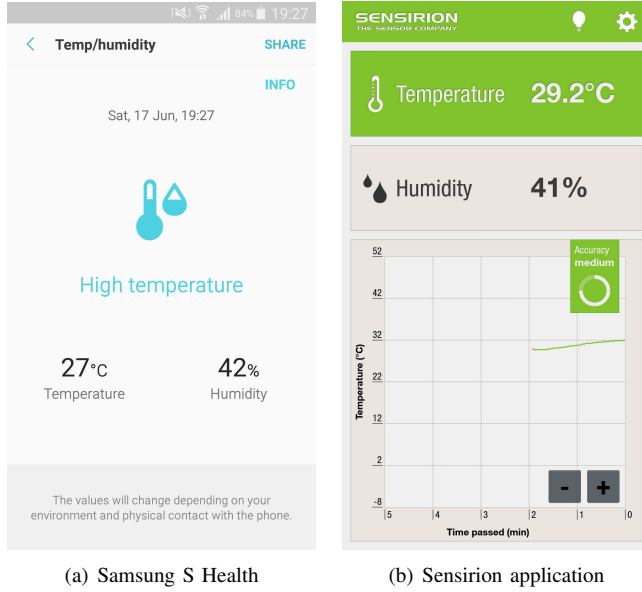 84% 19:27
Temp/humidity SHARE
INFO
Sat, 17 Jun, 19:27
High temperature
27°C 42%
Temperature Humidity
The values will change depending on your
environment and physical contact with the phone.
(a) Samsung S Health
SENSIRION
THE SENSOR COMPANY
Temperature 29.2°C
Humidity 41%
Accuracy
medium
52
42
32
22
12
2
-8
Temperature (°C)
- +
5 4 3 2 1 0
Time passed (min)
(b) Sensirion application